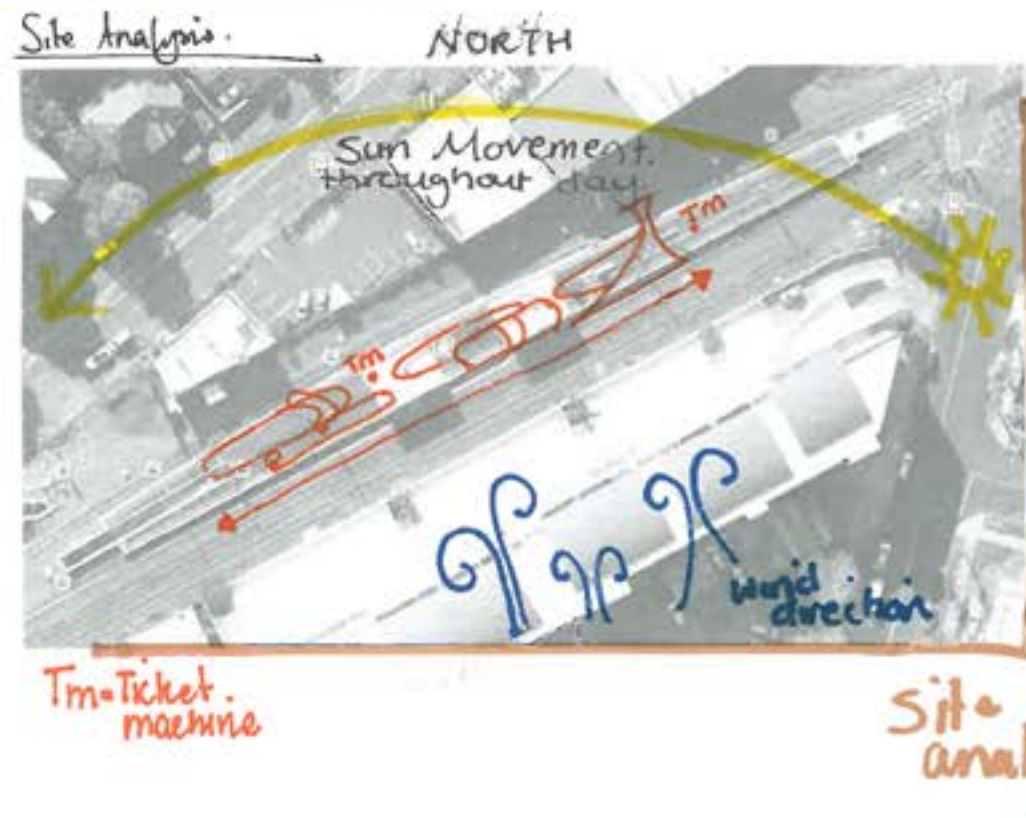 Site Analysis.
NORTH
Sun Movement.
throughout day
Tm
Tm
wind
direction
Tm=Ticket.
machine
Site
anal